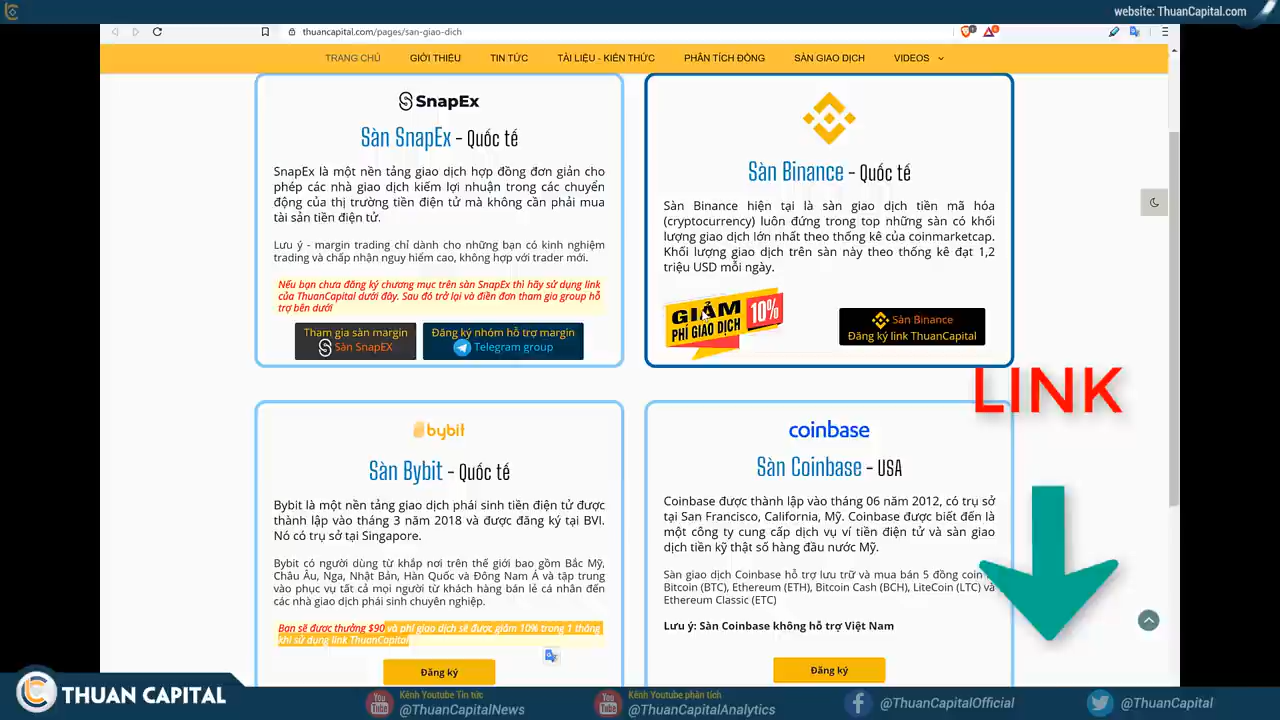 website: ThuanCapital.com
thuancapital.com/pages/san-giao-dich
TRANG CHỦ
GIỚI THIỆU
TIN TỨC
TÀI LIỆU - KIẾN THỨC
PHÂN TÍCH ĐỘNG
SÀN GIAO DỊCH
VIDEOS
SnapEx
Sàn SnapEx - Quốc tế
SnapEx là một nền tảng giao dịch hợp đồng đơn giản cho
phép các nhà giao dịch kiếm lợi nhuận trong các chuyển
động của thị trường tiền điện tử mà không cần phải mua
tài sản tiền điện tử.
Lưu ý - margin trading chỉ dành cho những bạn có kinh nghiệm
trading và chấp nhận nguy hiểm cao, không hợp với trader mới.
Nếu bạn chưa đăng ký chương mục trên sàn SnapEx thì hãy sử dụng link
của ThuanCapital dưới đây. Sau đó trở lại và điền đơn tham gia group hỗ
trợ bên dưới
Tham gia sàn margin
Sàn SnapEX
Đăng ký nhóm hỗ trợ margin
Telegram group
Sàn Binance - Quốc tế
Sàn Binance hiện tại là sàn giao dịch tiền mã hóa
(cryptocurrency) luôn đứng trong top những sàn có khối
lượng giao dịch lớn nhất theo thống kê của coinmarketcap.
Khối lượng giao dịch trên sàn này theo thống kê đạt 1,2
triệu USD mỗi ngày.
GIẢM
PHÍ GIAO DỊCH
10%
Sàn Binance
Đăng ký link ThuanCapital
LINK
bybit
Sàn Bybit - Quốc tế
Bybit là một nền tảng giao dịch phái sinh tiền điện tử được
thành lập vào tháng 3 năm 2018 và được đăng ký tại BVI.
Nó có trụ sở tại Singapore.
Bybit có người dùng từ khắp nơi trên thế giới bao gồm Bắc Mỹ,
Châu Âu, Nga, Nhật Bản, Hàn Quốc và Đông Nam Á và tập trung
vào phục vụ tất cả mọi người từ khách hàng bán lẻ cá nhân đến
các nhà giao dịch phái sinh chuyên nghiệp.
Bạn sẽ được thưởng $90 và phí giao dịch sẽ được giảm 10% trong 1 tháng
khi sử dụng link ThuanCapital
Đăng ký
coinbase
Sàn Coinbase - USA
Coinbase được thành lập vào tháng 06 năm 2012, có trụ sở
tại San Francisco, California, Mỹ. Coinbase được biết đến là
một công ty cung cấp dịch vụ ví tiền điện tử và sàn giao
dịch tiền kỹ thật số hàng đầu nước Mỹ.
Sàn giao dịch Coinbase hỗ trợ lưu trữ và mua bán 5 đồng coin
Bitcoin (BTC), Ethereum (ETH), Bitcoin Cash (BCH), LiteCoin (LTC) và
Ethereum Classic (ETC)
Lưu ý: Sàn Coinbase không hỗ trợ Việt Nam
Đăng ký
THUAN CAPITAL
You Tube
Kênh Youtube Tin tức
@ThuanCapitalNews
You Tube
Kênh Youtube phân tích
@ThuanCapitalAnalytics
@ThuanCapitalOfficial
@ThuanCapital